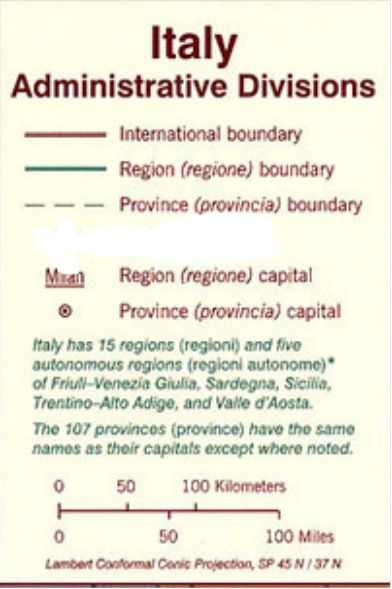 Italy
Administrative Divisions
International boundary
Region (regione) boundary
Province (provincia) boundary
Milan Region (regione) capital
Province (provincia) capital
Italy has 15 regions (regioni) and five
autonomous regions (regioni autonome)*
of Friuli–Venezia Giulia, Sardegna, Sicilia,
Trentino–Alto Adige, and Valle d'Aosta.
The 107 provinces (province) have the same
names as their capitals except where noted.
0 50 100 Kilometers
0 50 100 Miles
Lambert Conformal Conic Projection, SP 45 N / 37 N